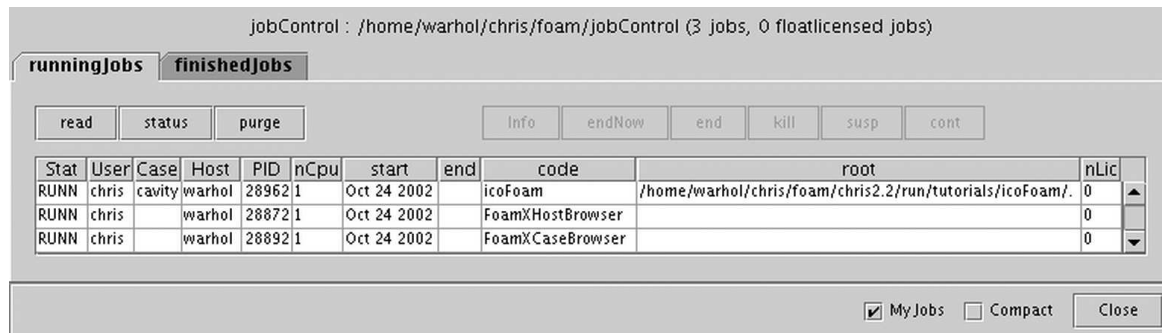 jobControl : /home/warhol/chris/foam/jobControl (3 jobs, 0 floatlicensed jobs)
runningJobs finishedJobs
read status purge Info endNow end kill susp cont
Stat User Case Host PID nCpu start end code root nLic
RUNN chris cavity warhol 28962 1 Oct 24 2002 icoFoam /home/warhol/chris/foam/chris2.2/run/tutorials/icoFoam/. 0
RUNN chris warhol 28872 1 Oct 24 2002 FoamXHostBrowser 0
RUNN chris warhol 28892 1 Oct 24 2002 FoamXCaseBrowser 0
My Jobs Compact Close